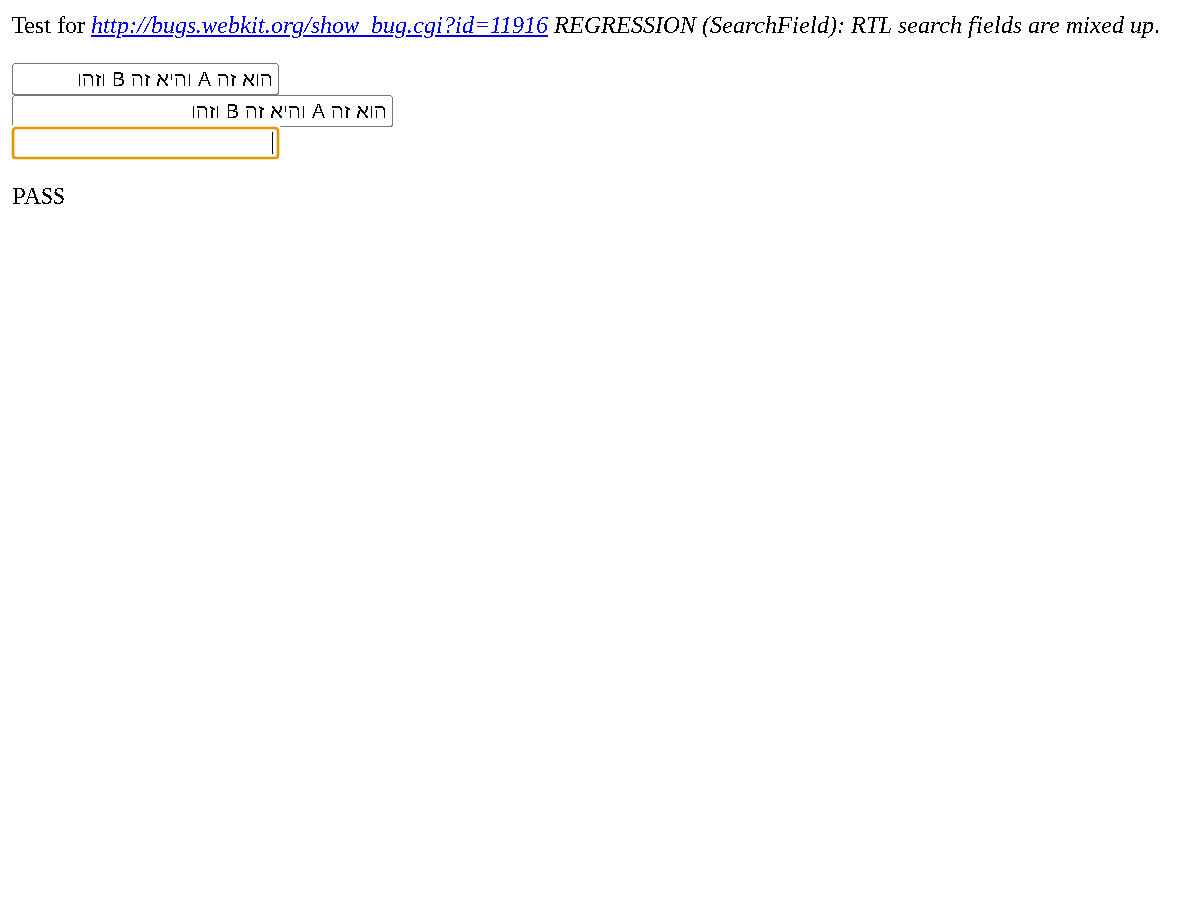 Test for http://bugs.webkit.org/show_bug.cgi?id=11916 REGRESSION (SearchField): RTL search fields are mixed up.
הוא זה A והיא זה B וזהו
הוא זה A והיא זה B וזהו
PASS